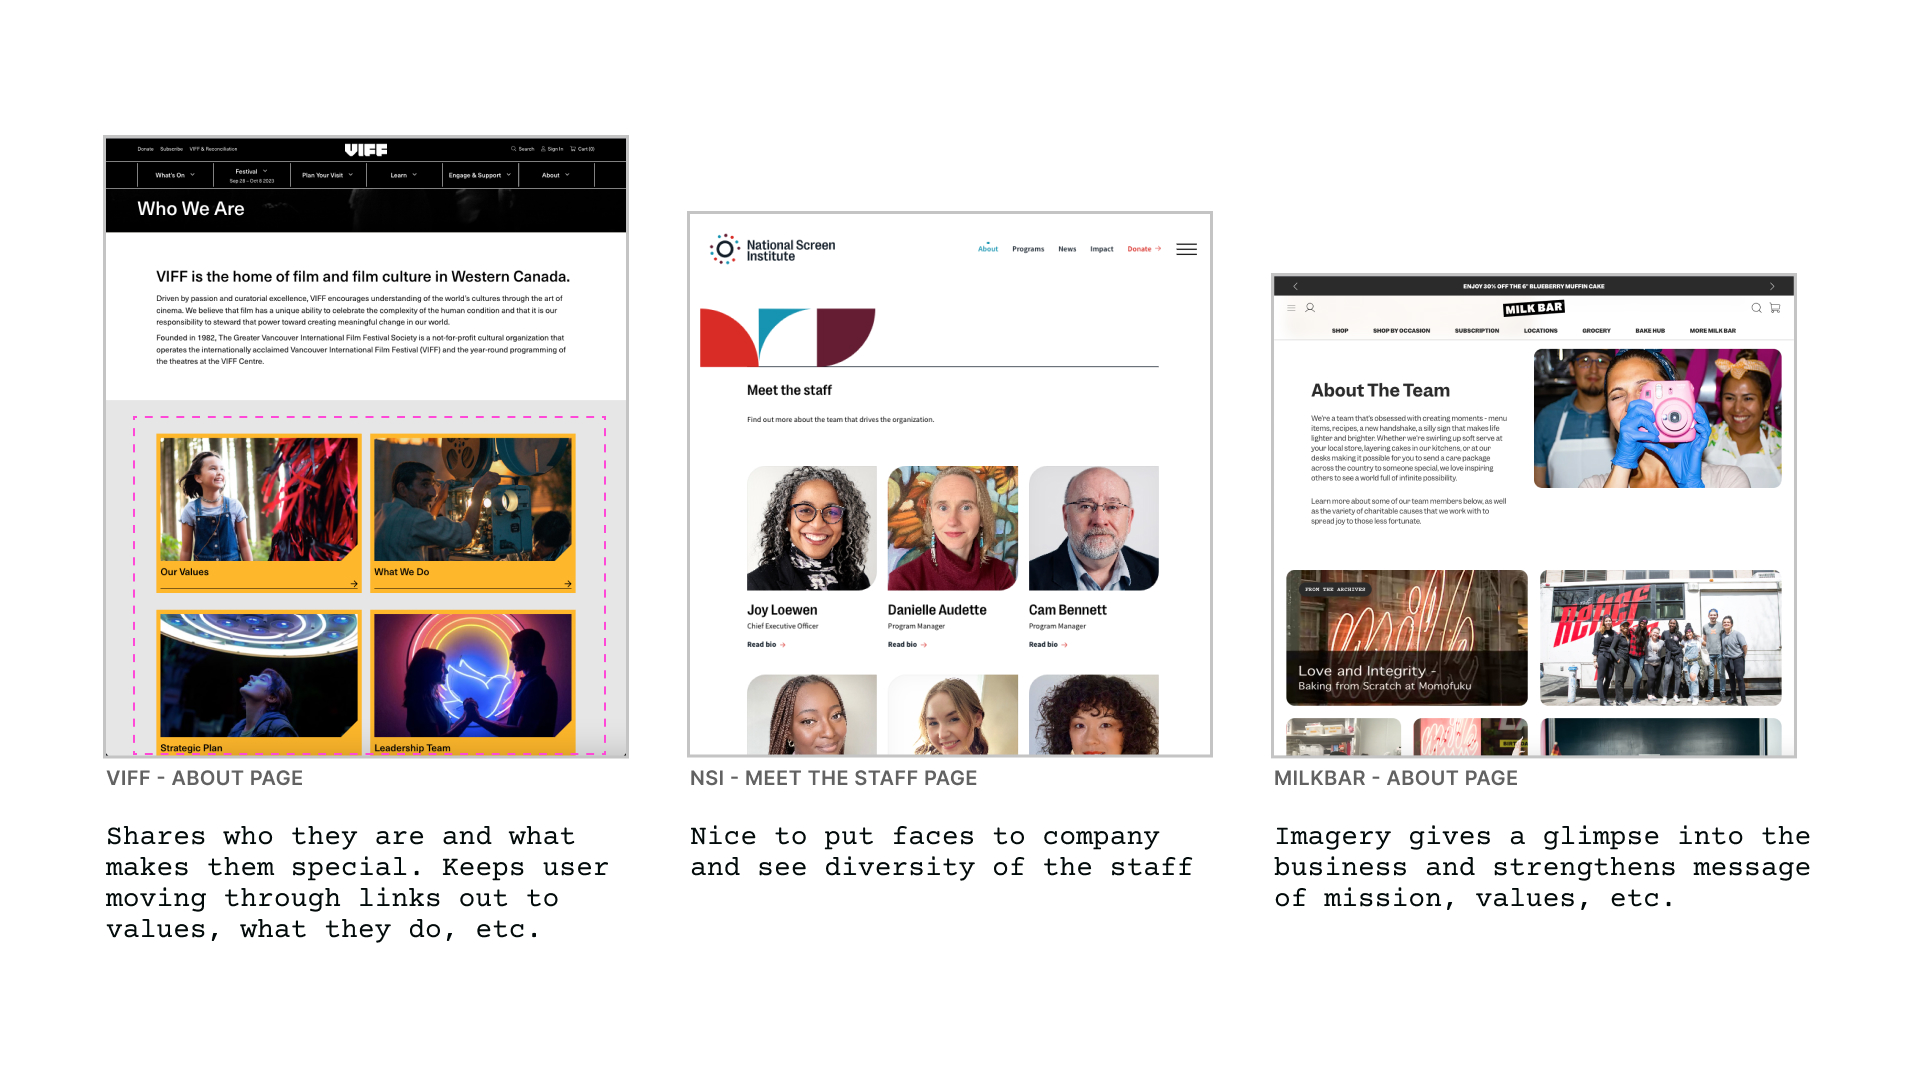 Donate Subscribe VIFF & Reconciliation
VIFF
Search Sign In Cart (0)
What's On
Festival
Sep 28 - Oct 8 2023
Plan Your Visit
Learn
Engage & Support
About
Who We Are
VIFF is the home of film and film culture in Western Canada.
Driven by passion and curatorial excellence, VIFF encourages understanding of the world's cultures through the art of
cinema. We believe that film has a unique ability to celebrate the complexity of the human condition and that it is our
responsibility to steward that power toward creating meaningful change in our world.
Founded in 1982, The Greater Vancouver International Film Festival Society is a not-for-profit cultural organization that
operates the internationally acclaimed Vancouver International Film Festival (VIFF) and the year-round programming of
the theatres at the VIFF Centre.
Our Values
What We Do
Strategic Plan
Leadership Team
VIFF - ABOUT PAGE
Shares who they are and what
makes them special. Keeps user
moving through links out to
values, what they do, etc.
National Screen
Institute
About Programs News Impact Donate
Meet the staff
Find out more about the team that drives the organization.
Joy Loewen
Chief Executive Officer
Read bio
Danielle Audette
Program Manager
Read bio
Cam Bennett
Program Manager
Read bio
NSI - MEET THE STAFF PAGE
Nice to put faces to company
and see diversity of the staff
ENJOY 20% OFF THE 6" BLUEBERRY MUFFIN CAKE
MILK BAR
SHOP SHOP BY OCCASION SUBSCRIPTION LOCATIONS GROCERY BAKE HUB MORE MILK BAR
About The Team
We're a team that's obsessed with creating moments - menu
items, recipes, a new handshake, a silly sign that makes life
lighter and brighter. Whether we're swirling up soft serve at
your local store, layering cakes in our kitchens, or at our
desks making it possible for you to send a care package
across the country to someone special, we love inspiring
others to see a world full of infinite possibility.
Learn more about some of our team members below, as well
as the variety of charitable causes that we work with to
spread joy to those less fortunate.
FROM THE ARCHIVES
milk
Love and Integrity -
Baking from Scratch at Momofuku
RELIEF
MILKBAR - ABOUT PAGE
Imagery gives a glimpse into the
business and strengthens message
of mission, values, etc.